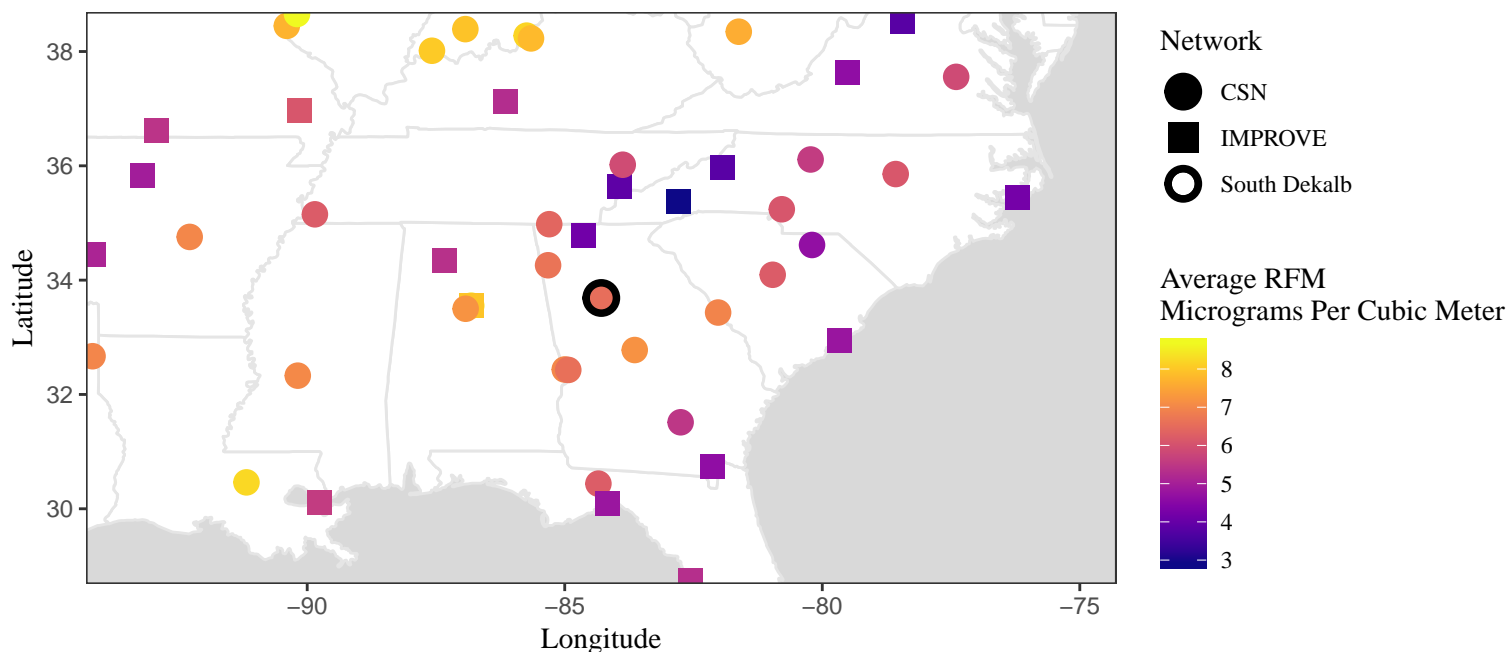 38
36
34
32
30
Latitude
−90
−85
−80
−75
Longitude
Network
CSN
IMPROVE
South Dekalb
Average RFM
Micrograms Per Cubic Meter
8
7
6
5
4
3